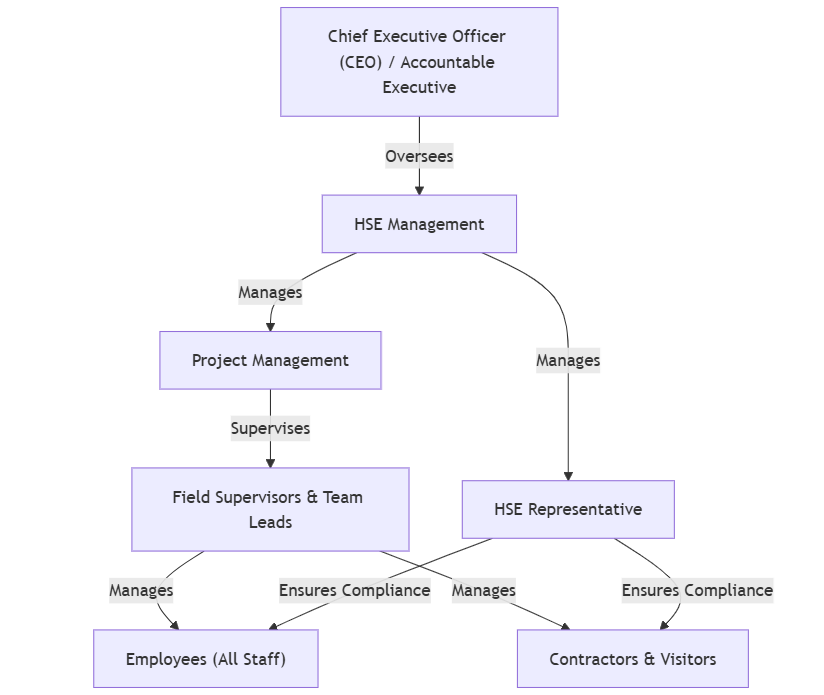 Chief Executive Officer
(CEO) / Accountable
Executive
Oversees
HSE Management
Manages
Project Management
Manages
Supervises
Field Supervisors & Team
Leads
HSE Representative
Manages
Ensures Compliance
Manages
Ensures Compliance
Employees (All Staff)
Contractors & Visitors